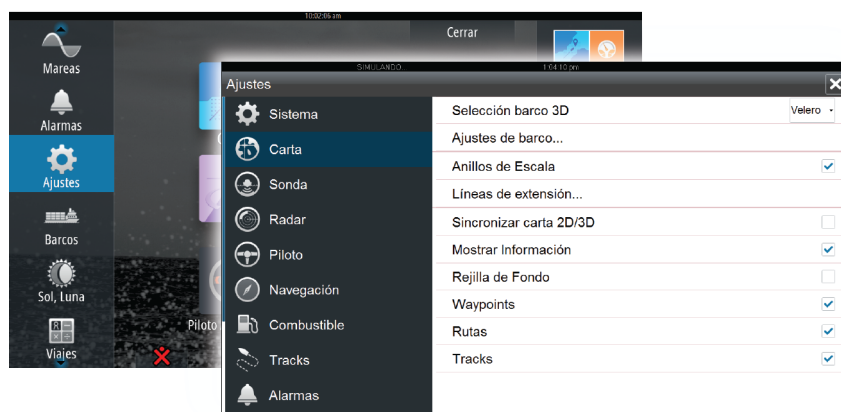 10:02:05 am
Cerrar
Mareas
Alarmas
Ajustes
Barcos
Sol, Luna
Viajes
Piloto
SIMULANDO...
1:04:10 pm
Ajustes
Sistema
Carta
Sonda
Radar
Piloto
Navegación
Combustible
Tracks
Alarmas
Selección barco 3D
Velero
Ajustes de barco...
Anillos de Escala
Líneas de extensión...
Sincronizar carta 2D/3D
Mostrar Información
Rejilla de Fondo
Waypoints
Rutas
Tracks